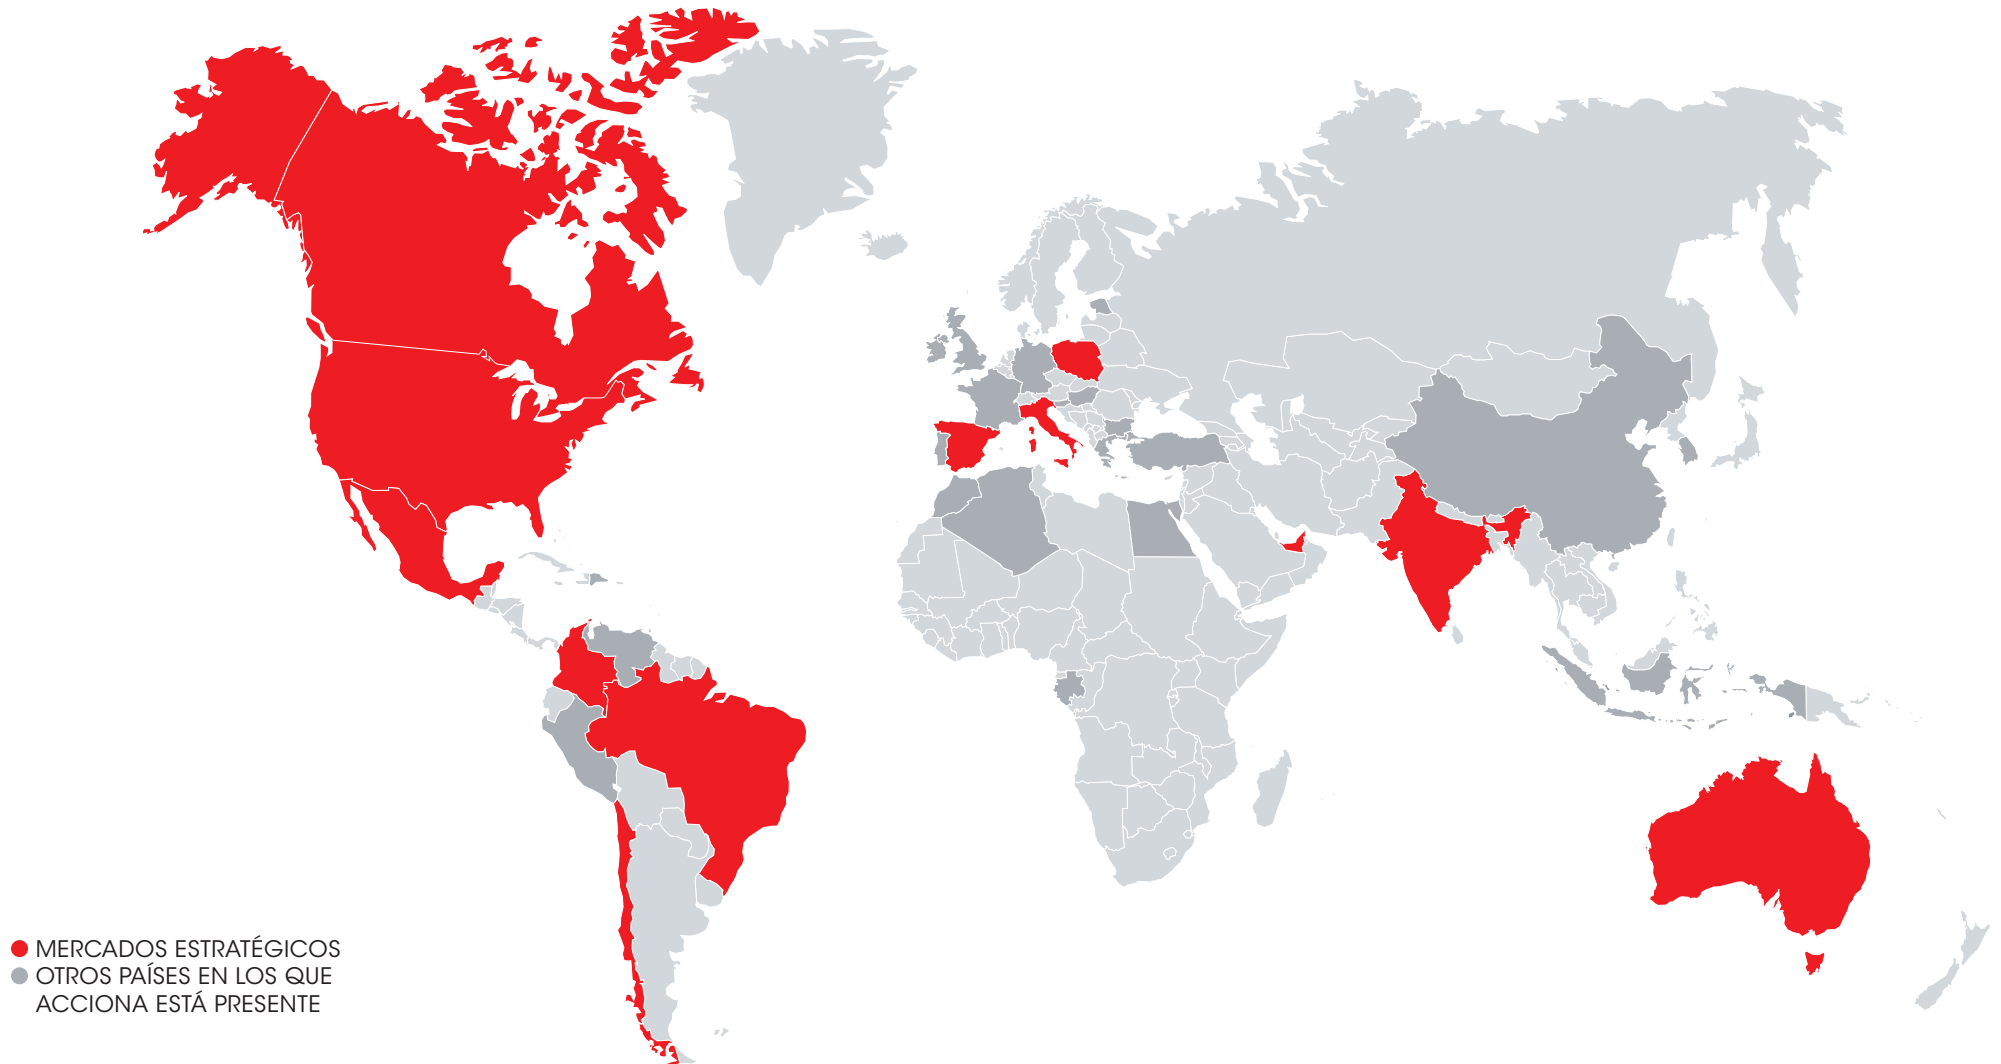 MERCADOS ESTRATÉGICOS
OTROS PAÍSES EN LOS QUE
ACCIONA ESTÁ PRESENTE